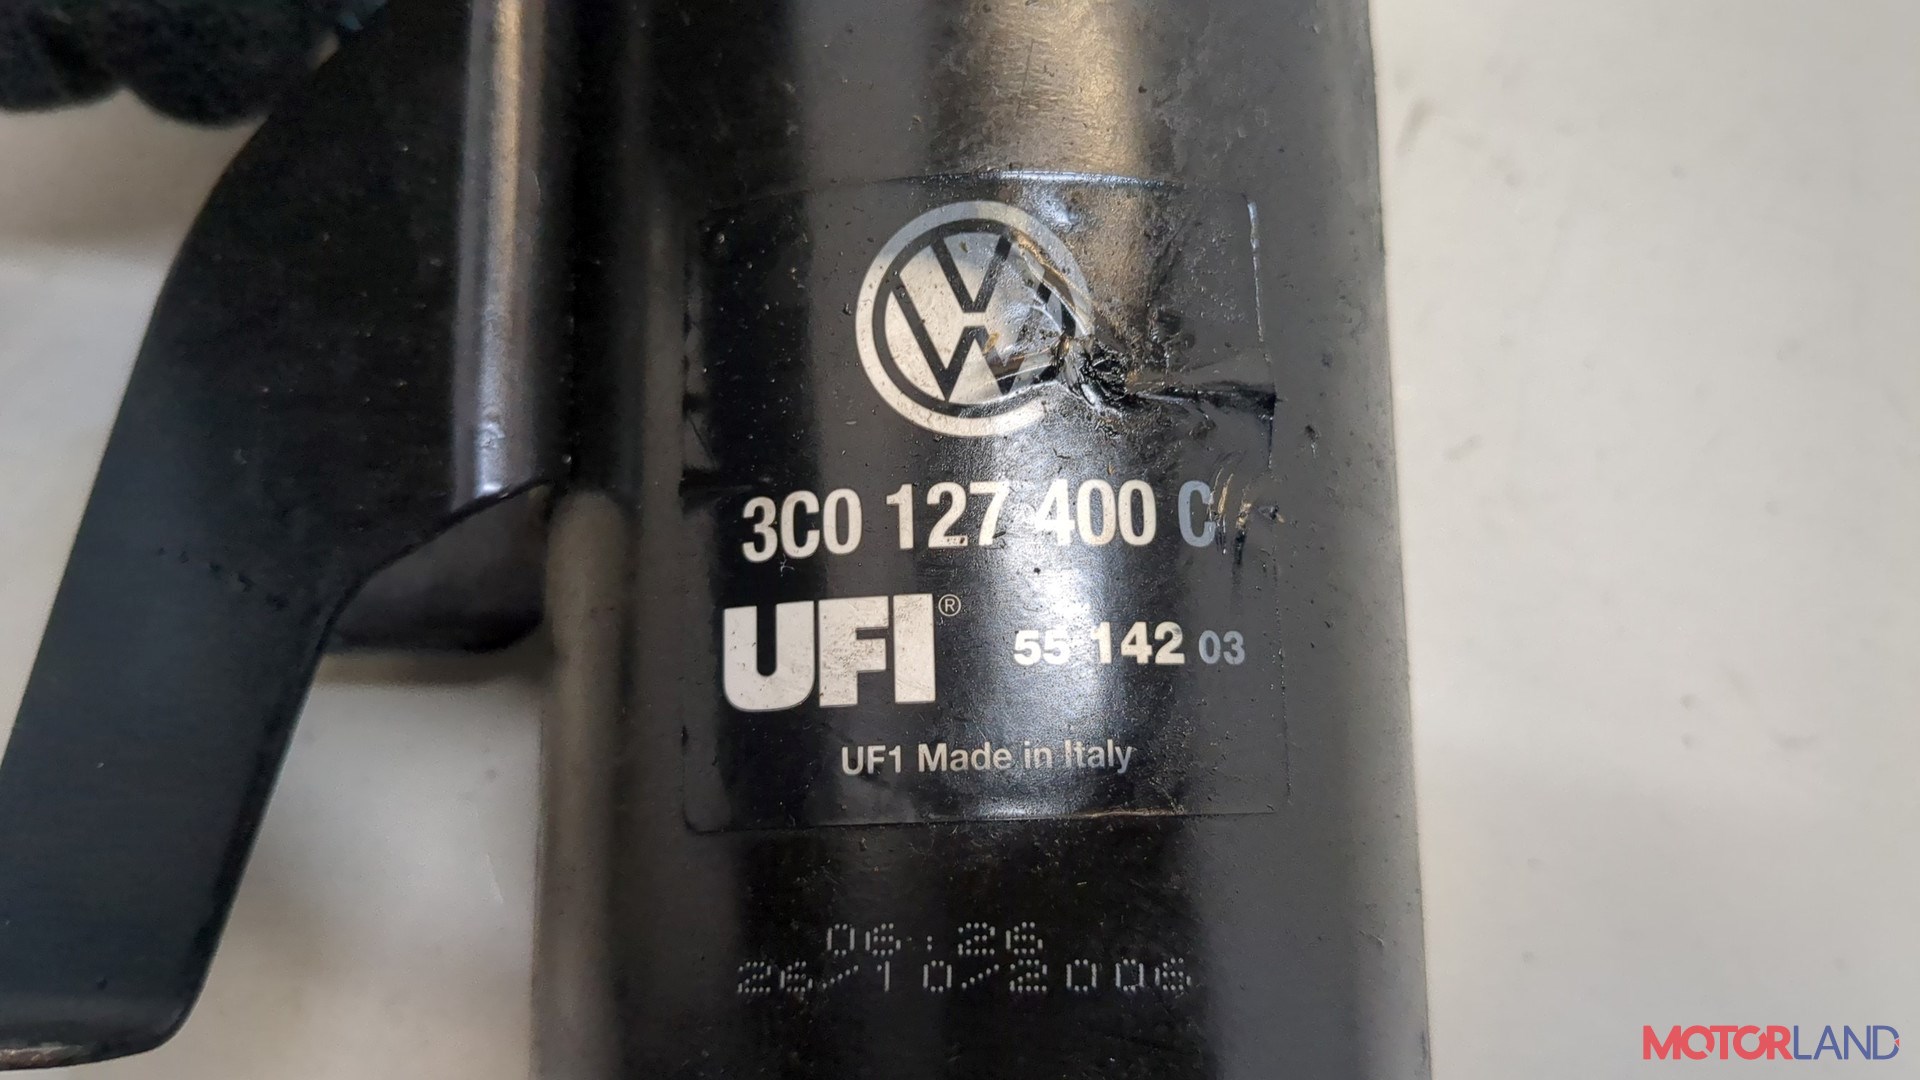 3C0 127 400 C
UFI® 55 142 03
UF1 Made in Italy
06:26
26/10/2006
MOTORLAND